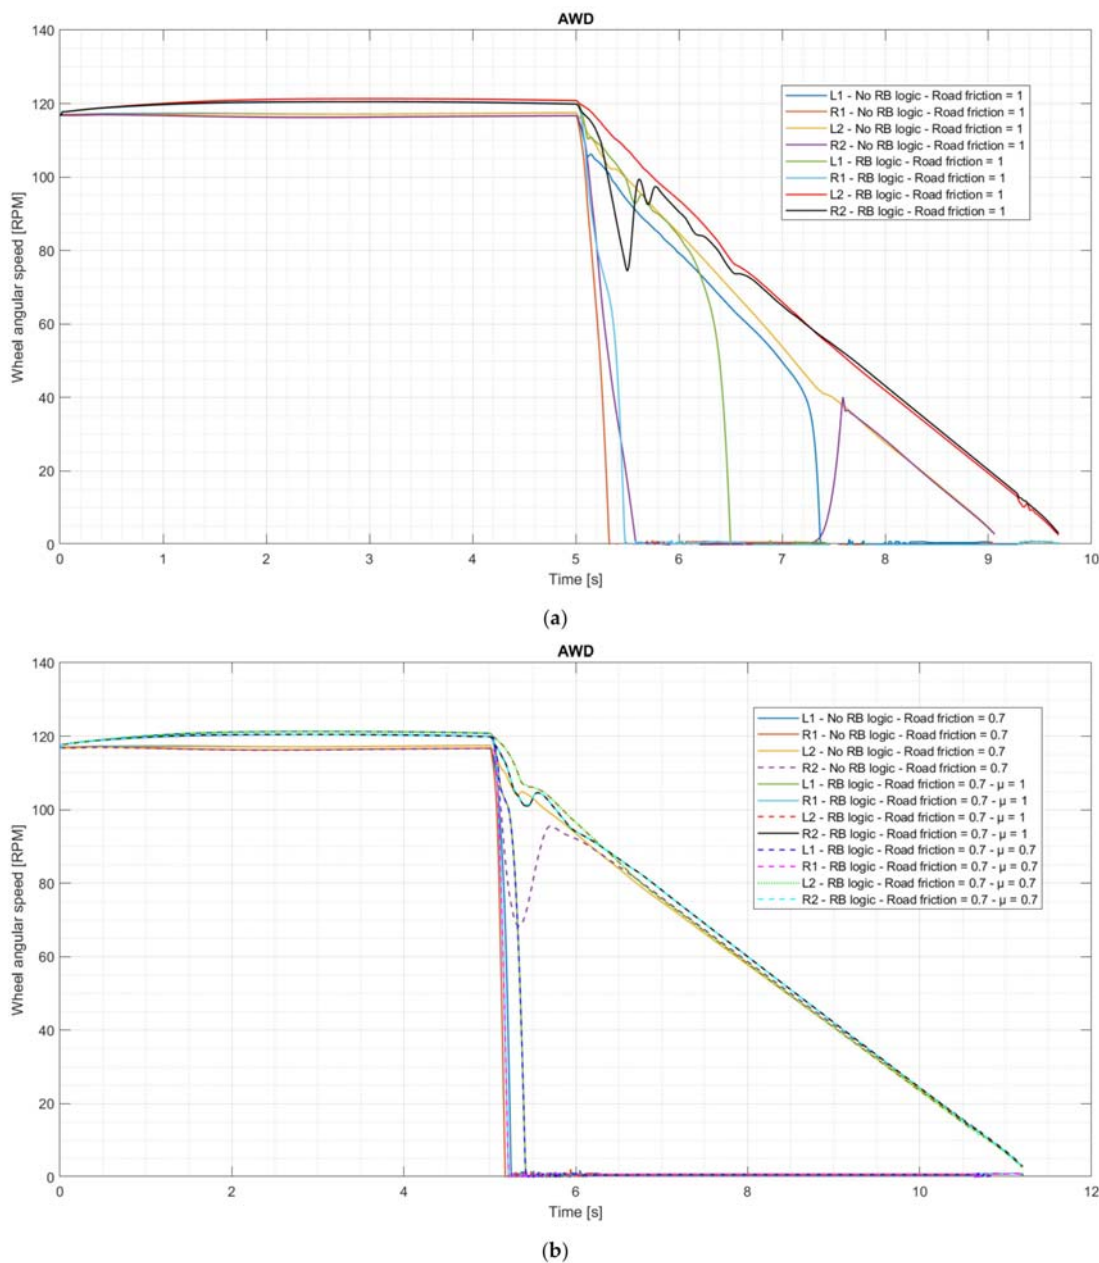 AWD
140
120
100
80
60
40
20
0
Wheel angular speed [RPM]
L1 - No RB logic - Road friction = 1
R1 - No RB logic - Road friction = 1
L2 - No RB logic - Road friction = 1
R2 - No RB logic - Road friction = 1
L1 - RB logic - Road friction = 1
R1 - RB logic - Road friction = 1
L2 - RB logic - Road friction = 1
R2 - RB logic - Road friction = 1
0 1 2 3 4 5 6 7 8 9 10
Time [s]
(a)
AWD
140
120
100
80
60
40
20
0
Wheel angular speed [RPM]
L1 - No RB logic - Road friction = 0.7
R1 - No RB logic - Road friction = 0.7
L2 - No RB logic - Road friction = 0.7
R2 - No RB logic - Road friction = 0.7
L1 - RB logic - Road friction = 0.7 - μ = 1
R1 - RB logic - Road friction = 0.7 - μ = 1
L2 - RB logic - Road friction = 0.7 - μ = 1
R2 - RB logic - Road friction = 0.7 - μ = 1
L1 - RB logic - Road friction = 0.7 - μ = 0.7
R1 - RB logic - Road friction = 0.7 - μ = 0.7
L2 - RB logic - Road friction = 0.7 - μ = 0.7
R2 - RB logic - Road friction = 0.7 - μ = 0.7
0 2 4 6 8 10 12
Time [s]
(b)